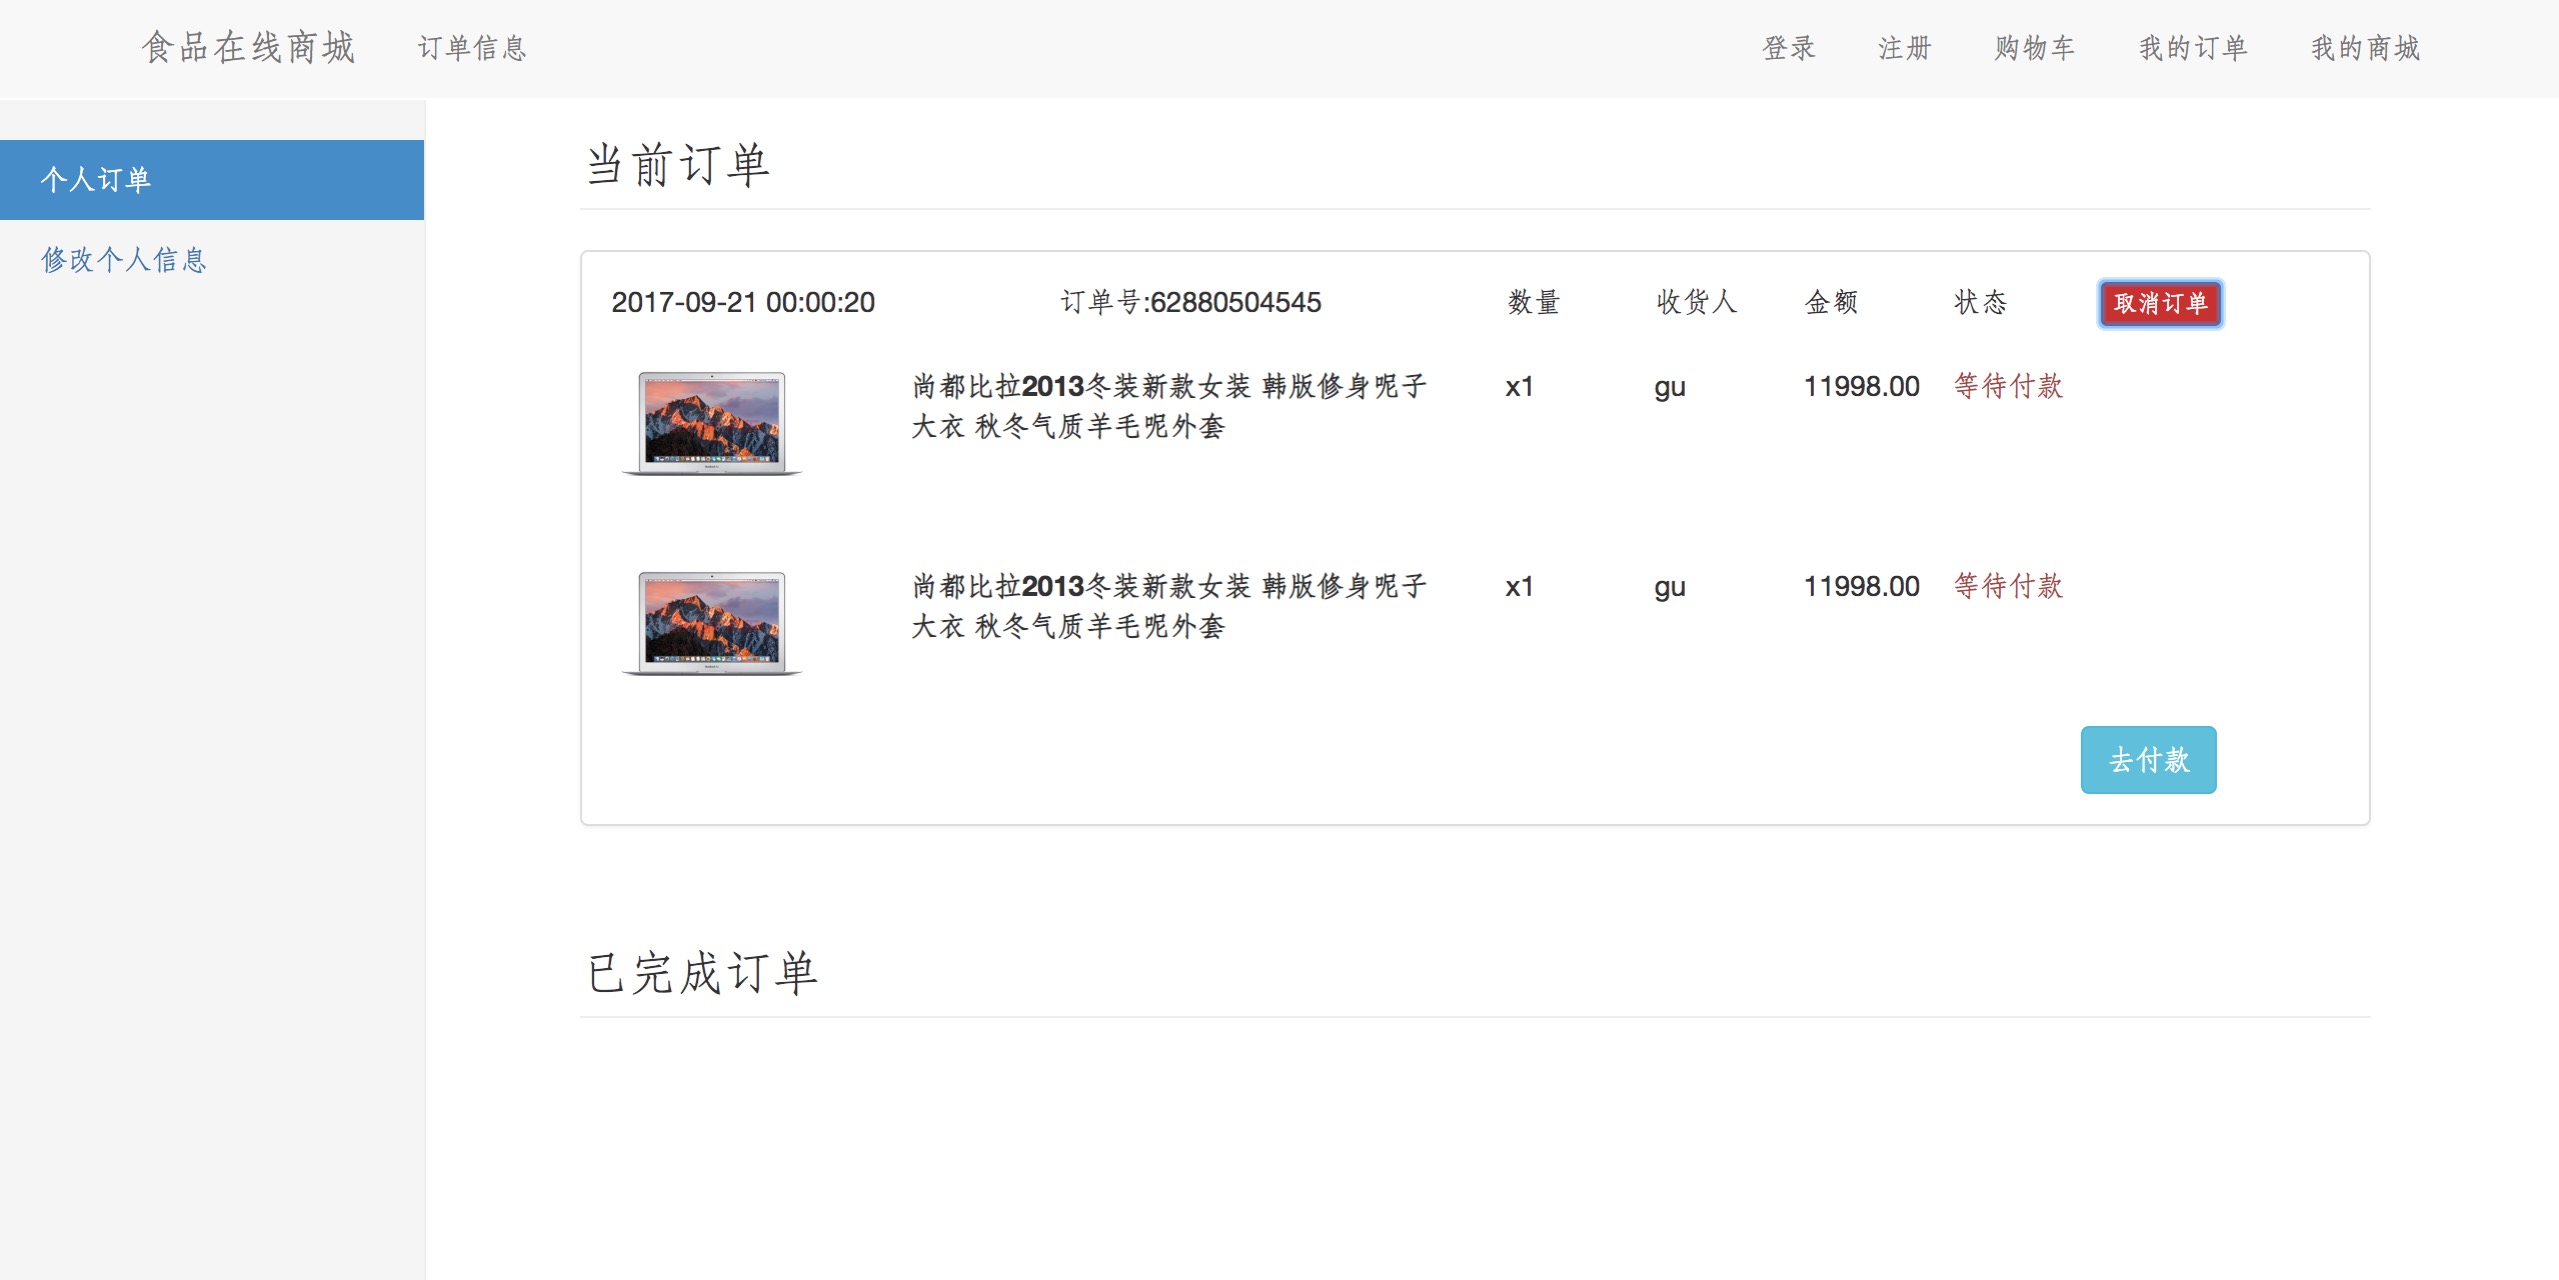 食品在线商城 订单信息 登录 注册 购物车 我的订单 我的商城
个人订单
修改个人信息
当前订单
2017-09-21 00:00:20 订单号:62880504545 数量 收货人 金额 状态 取消订单
尚都比拉2013冬装新款女装 韩版修身呢子 x1 gu 11998.00 等待付款
大衣 秋冬气质羊毛呢外套
尚都比拉2013冬装新款女装 韩版修身呢子 x1 gu 11998.00 等待付款
大衣 秋冬气质羊毛呢外套
去付款
已完成订单